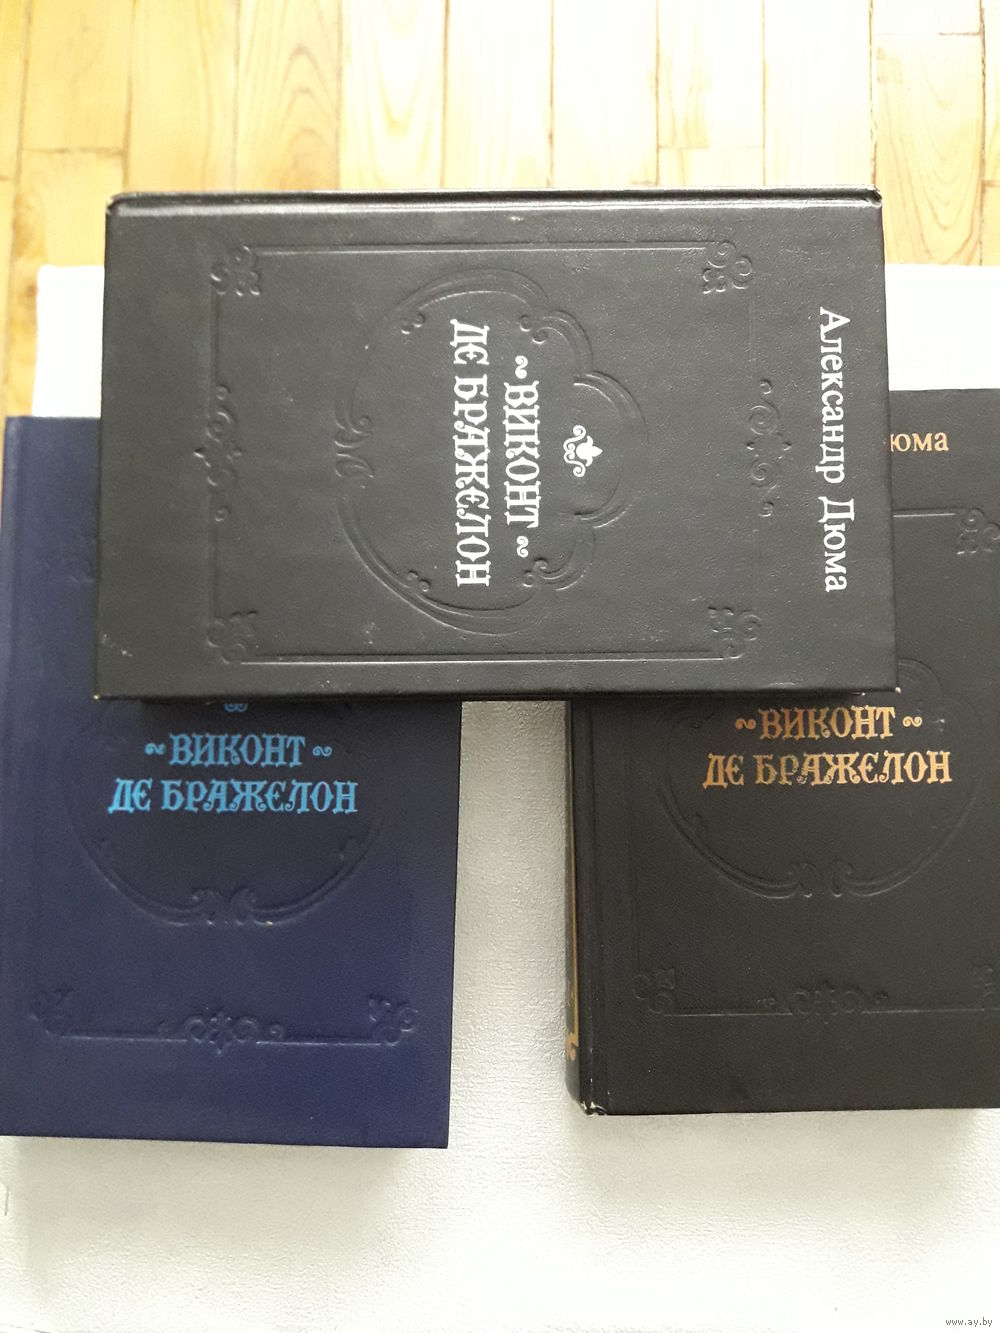 Александр Дюма
~ВИКОНТ~
ДЕ БРАЖЕЛОН
~ВИКОНТ~
ДЕ БРАЖЕЛОН
юма
~ВИКОНТ~
ДЕ БРАЖЕЛОН
www.ay.by